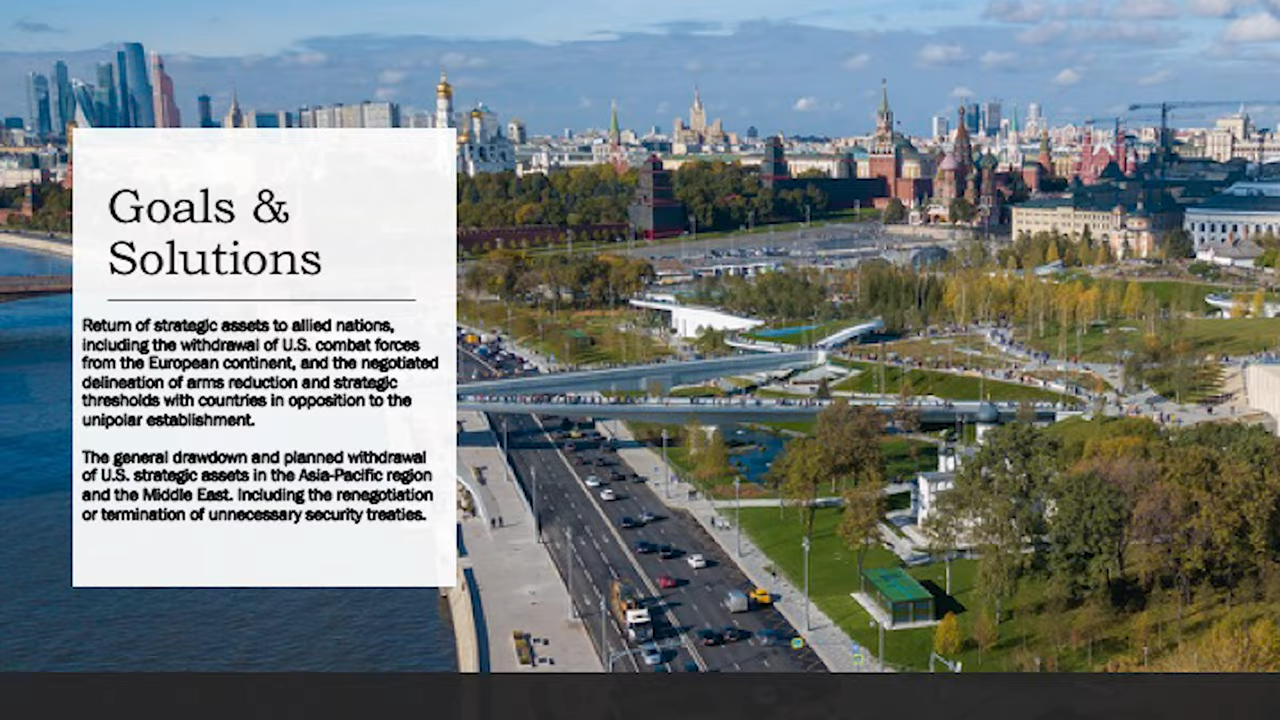 Goals &
Solutions
Return of strategic assets to allied nations,
including the withdrawal of U.S. combat forces
from the European continent, and the negotiated
delineation of arms reduction and strategic
thresholds with countries in opposition to the
unipolar establishment.
The general drawdown and planned withdrawal
of U.S. strategic assets in the Asia-Pacific region
and the Middle East. Including the renegotiation
or termination of unnecessary security treaties.